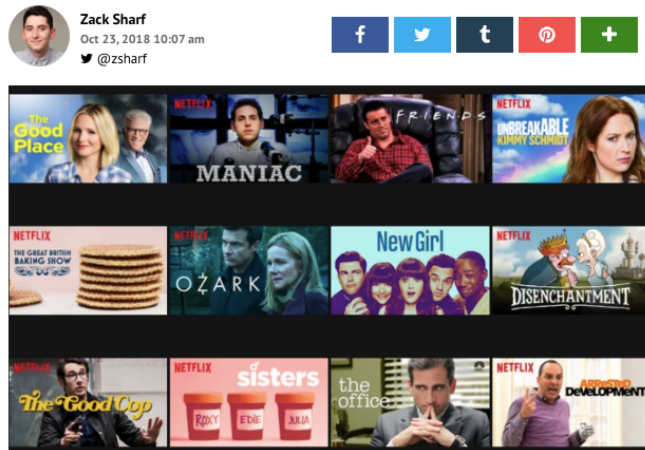 Zack Sharf
Oct 23, 2018 10:07 am
@zsharf
f
t
The
Good
Place
NETFLIX
MANIAC
FRIENDS
NETFLIX
UNBREAKABLE
KIMMY SCHMIDT
NETFLIX
THE GREAT BRITISH
BAKING SHOW
NETFLIX
OZARK
New Girl
NETFLIX
DISENCHANTMENT
NETFLIX
The Good Cop
NETFLIX
sisters
ROXY
EDIE
JULIA
the
office
NETFLIX
ARRESTED
DEVELOPMENT